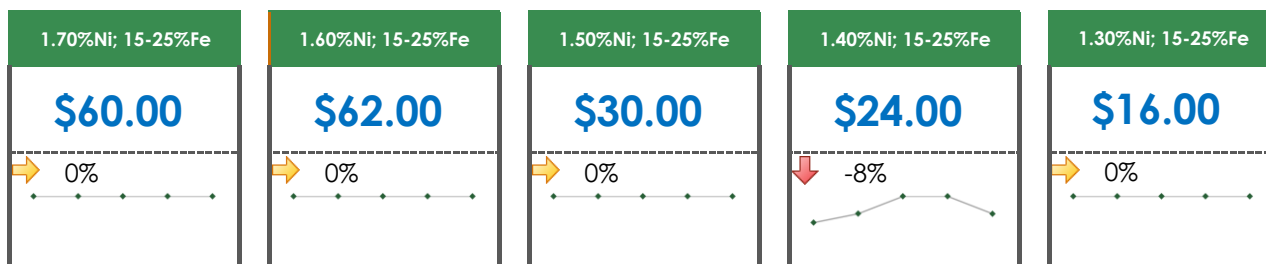 1.70%Ni; 15-25%Fe
$60.00
0%
1.60%Ni; 15-25%Fe
$62.00
0%
1.50%Ni; 15-25%Fe
$30.00
0%
1.40%Ni; 15-25%Fe
$24.00
-8%
1.30%Ni; 15-25%Fe
$16.00
0%